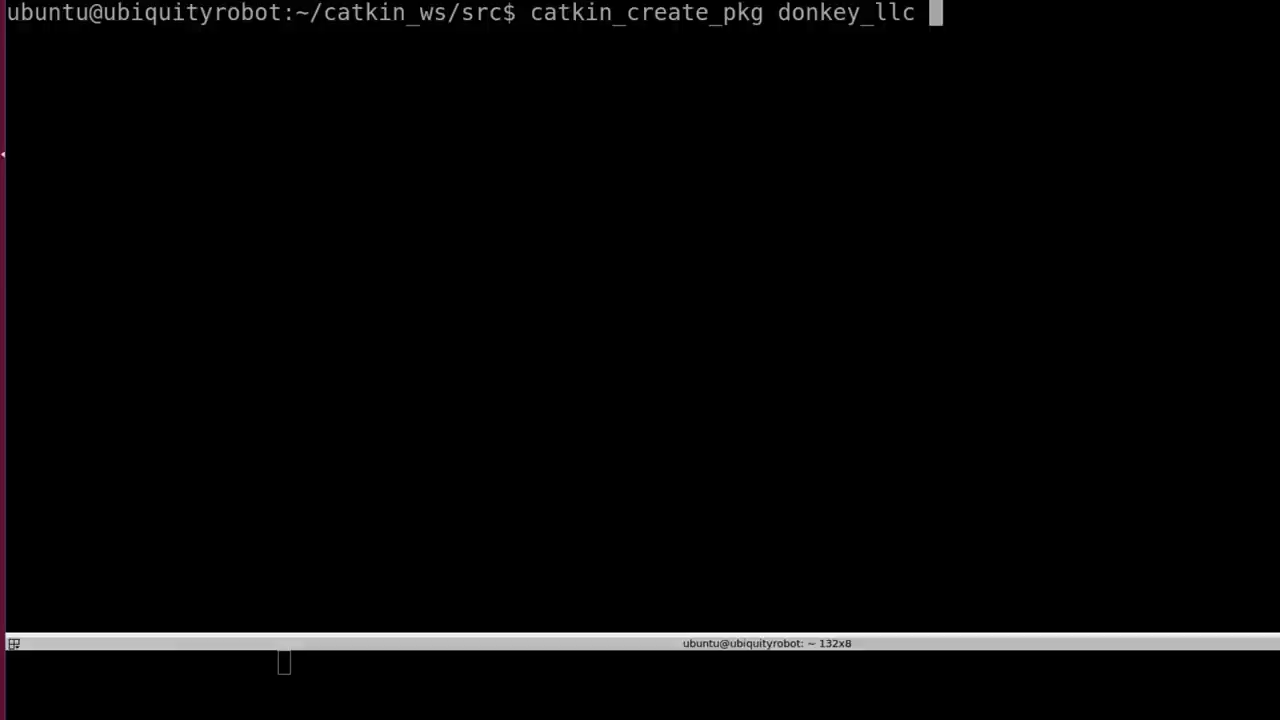 ubuntu@ubiquityrobot:~/catkin_ws/src$ catkin_create_pkg donkey_llc
ubuntu@ubiquityrobot: ~ 132x8